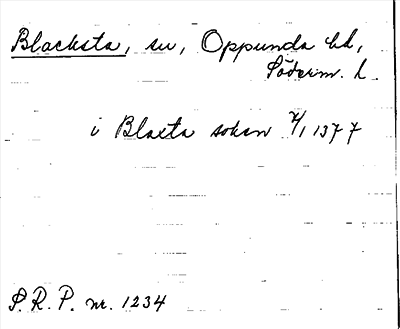 Blacksta, sn, Oppunda hd,
Söderm. l.
i Blaxta sokn 7/1 1377
S.R.P. nr. 1234